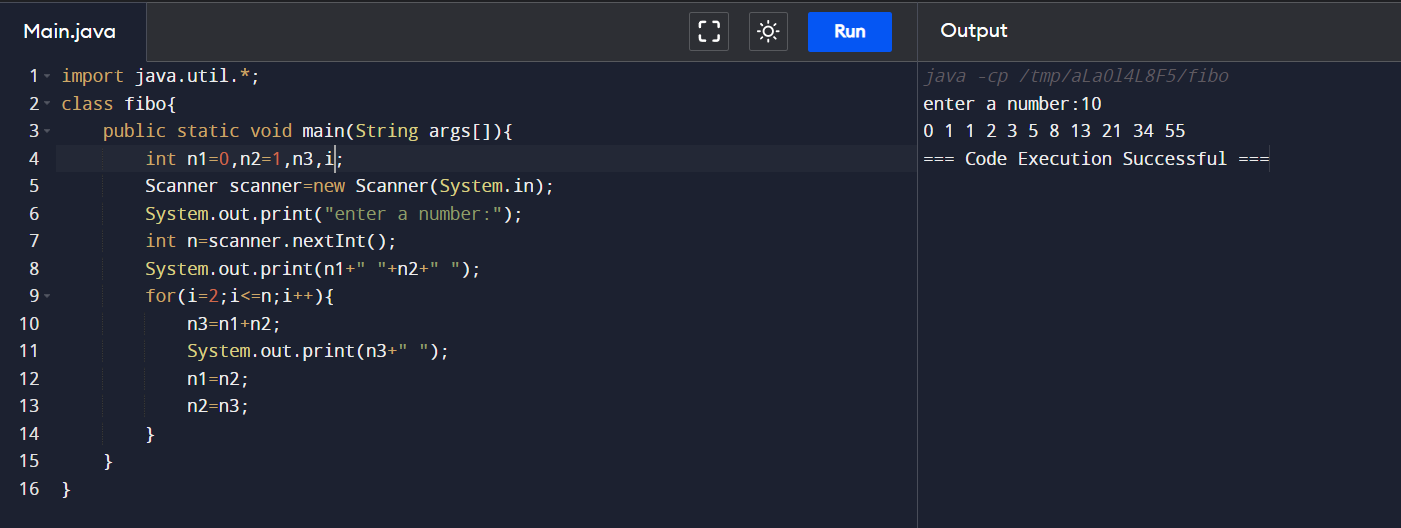 Main.java
Run
Output
1 import java.util.*;
2 class fibo{
3     public static void main(String args[]){
4         int n1=0,n2=1,n3,i;
5         Scanner scanner=new Scanner(System.in);
6         System.out.print("enter a number:");
7         int n=scanner.nextInt();
8         System.out.print(n1+" "+n2+" ");
9         for(i=2;i<=n;i++){
10             n3=n1+n2;
11             System.out.print(n3+" ");
12             n1=n2;
13             n2=n3;
14         }
15     }
16 }
java -cp /tmp/aLaOl4L8F5/fibo
enter a number:10
0 1 1 2 3 5 8 13 21 34 55
=== Code Execution Successful ===